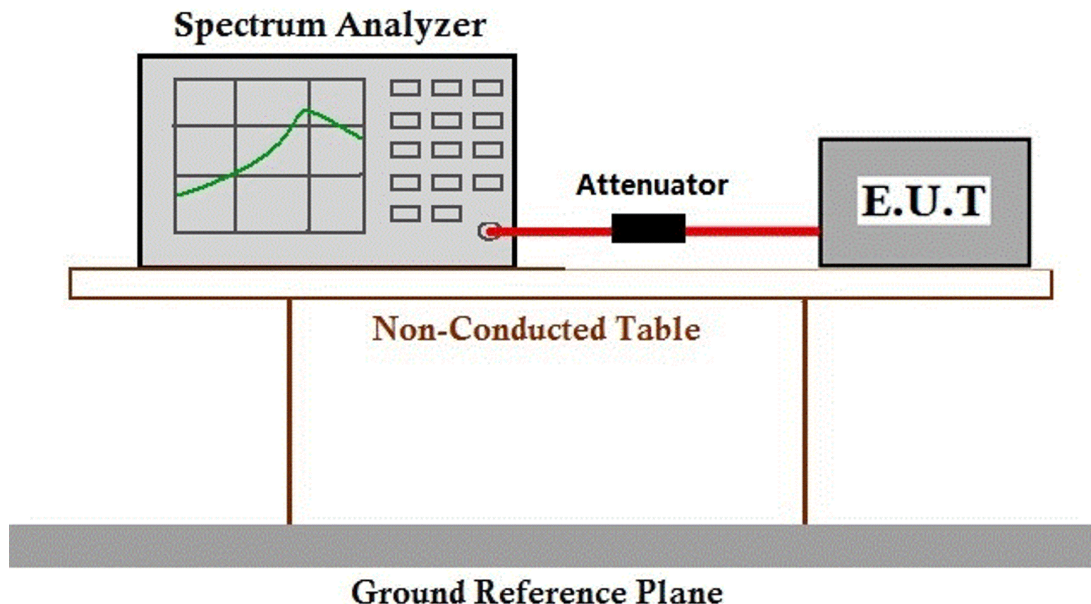 Spectrum Analyzer
Attenuator
E.U.T
Non-Conducted Table
Ground Reference Plane